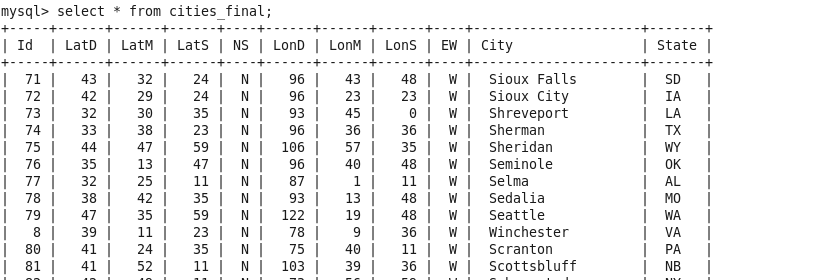 mysql> select * from cities_final;
+-----+------+------+------+----+------+------+------+----+--------------------+-------+
| Id  | LatD | LatM | LatS | NS | LonD | LonM | LonS | EW | City               | State |
+-----+------+------+------+----+------+------+------+----+--------------------+-------+
|  71 |   43 |   32 |   24 |  N |   96 |   43 |   48 |  W |  Sioux Falls       |  SD   |
|  72 |   42 |   29 |   24 |  N |   96 |   23 |   23 |  W |  Sioux City        |  IA   |
|  73 |   32 |   30 |   35 |  N |   93 |   45 |    0 |  W |  Shreveport        |  LA   |
|  74 |   33 |   38 |   23 |  N |   96 |   36 |   36 |  W |  Sherman           |  TX   |
|  75 |   44 |   47 |   59 |  N |  106 |   57 |   35 |  W |  Sheridan          |  WY   |
|  76 |   35 |   13 |   47 |  N |   96 |   40 |   48 |  W |  Seminole          |  OK   |
|  77 |   32 |   25 |   11 |  N |   87 |    1 |   11 |  W |  Selma             |  AL   |
|  78 |   38 |   42 |   35 |  N |   93 |   13 |   48 |  W |  Sedalia           |  MO   |
|  79 |   47 |   35 |   59 |  N |  122 |   19 |   48 |  W |  Seattle           |  WA   |
|   8 |   39 |   11 |   23 |  N |   78 |    9 |   36 |  W |  Winchester        |  VA   |
|  80 |   41 |   24 |   35 |  N |   75 |   40 |   11 |  W |  Scranton          |  PA   |
|  81 |   41 |   52 |   11 |  N |  103 |   39 |   36 |  W |  Scottsbluff       |  NB   |